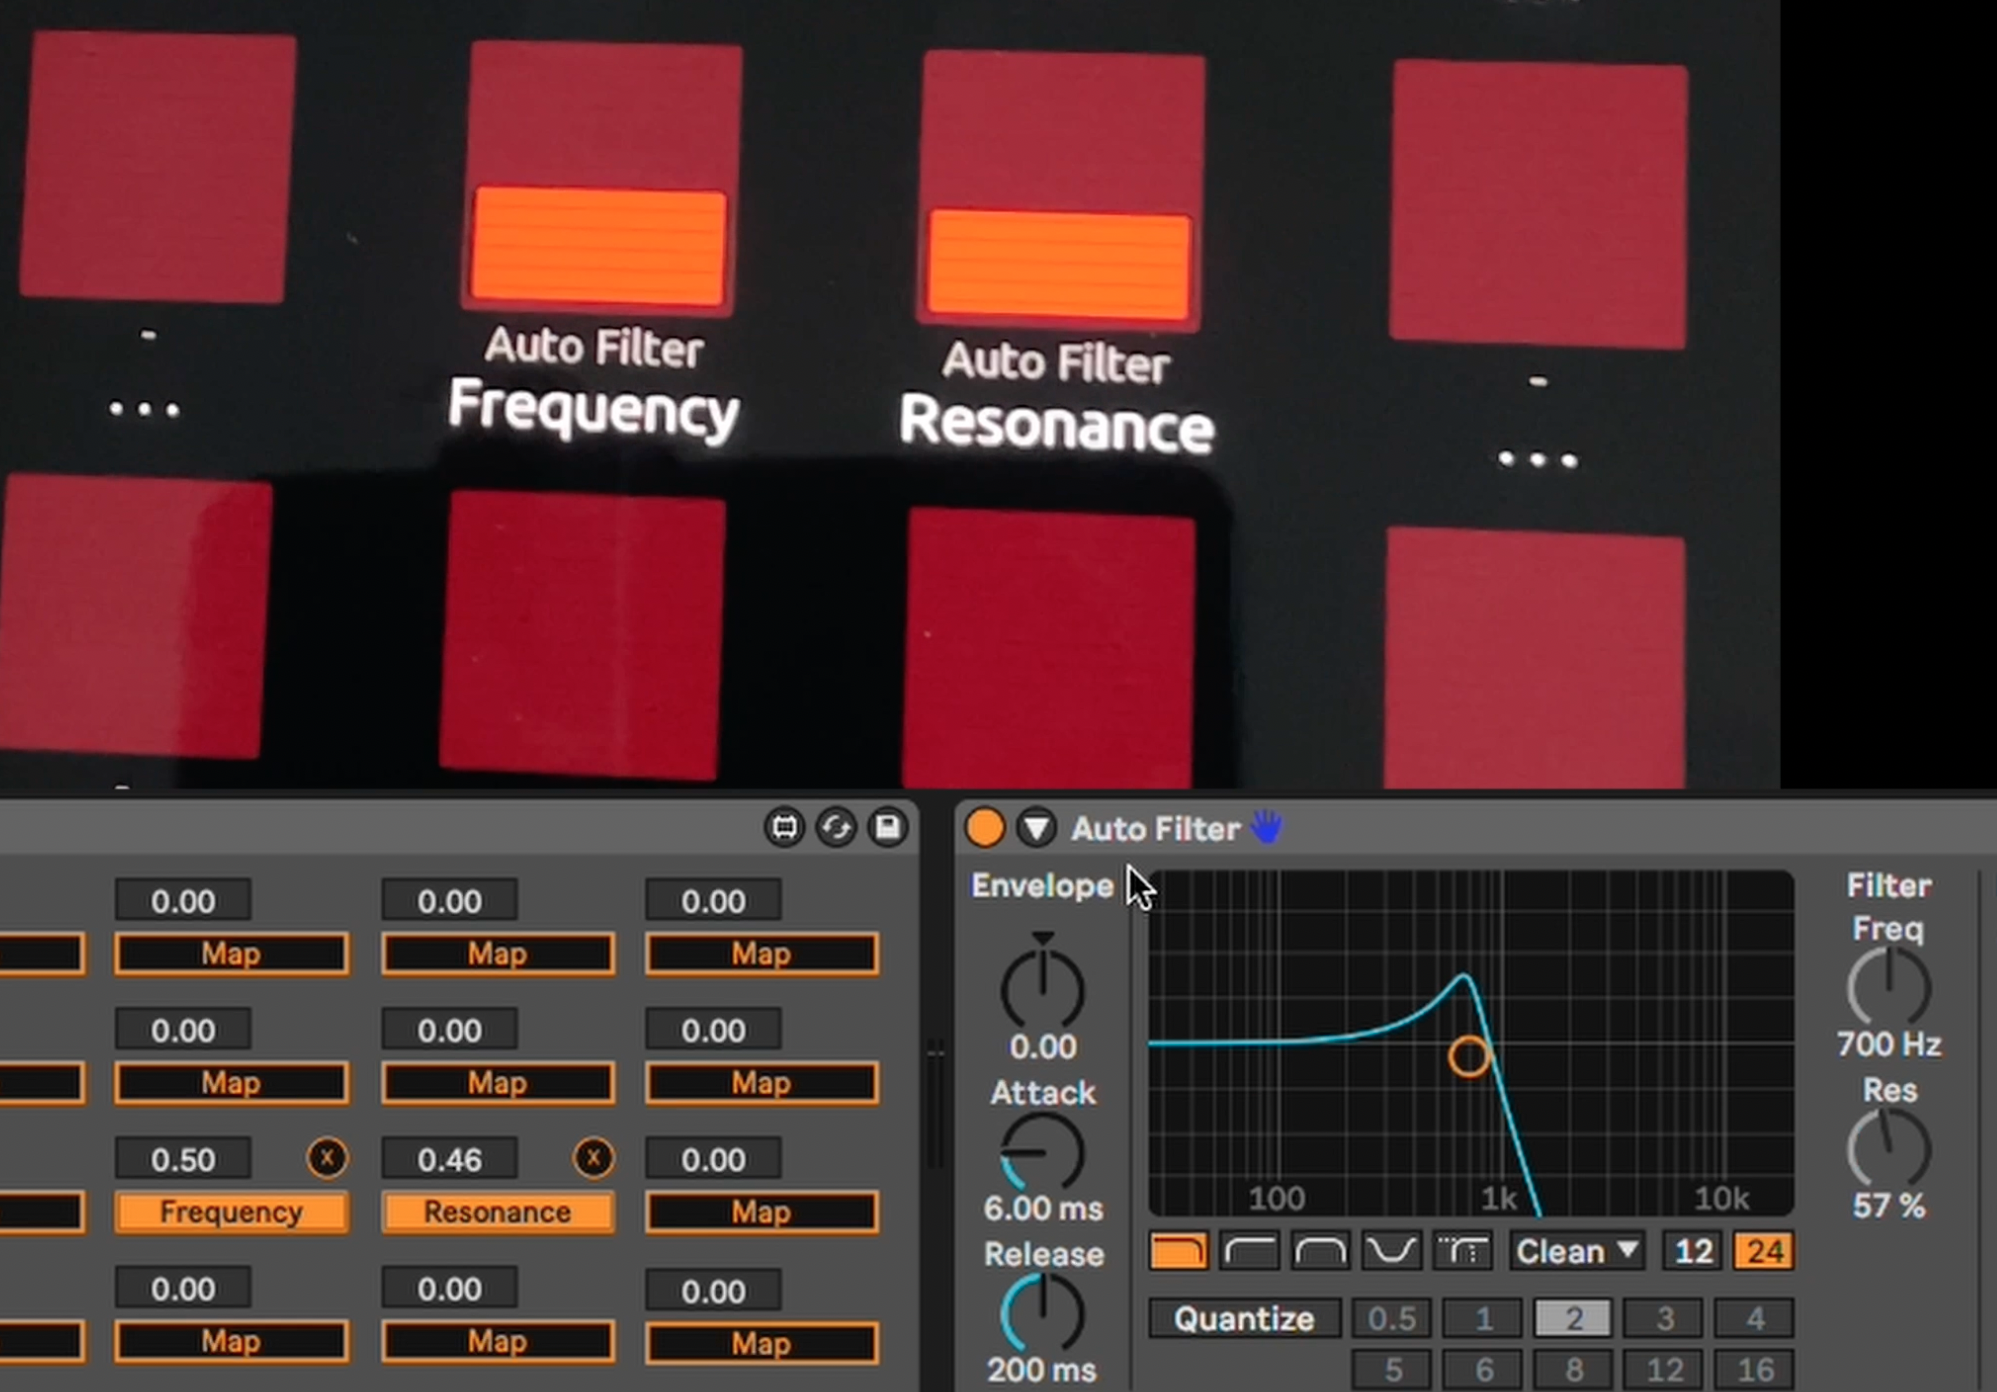 -
...
Auto Filter
Frequency
Auto Filter
Resonance
-
...
0.00
0.00
0.00
Map
Map
Map
0.00
0.00
0.00
Map
Map
Map
0.50
x
0.46
x
0.00
Frequency
Resonance
Map
0.00
0.00
0.00
Map
Map
Map
Auto Filter
Envelope
0.00
Attack
6.00 ms
Release
200 ms
100
1k
10k
Clean
12
24
Quantize
0.5
1
2
3
4
5
6
8
12
16
Filter
Freq
700 Hz
Res
57 %